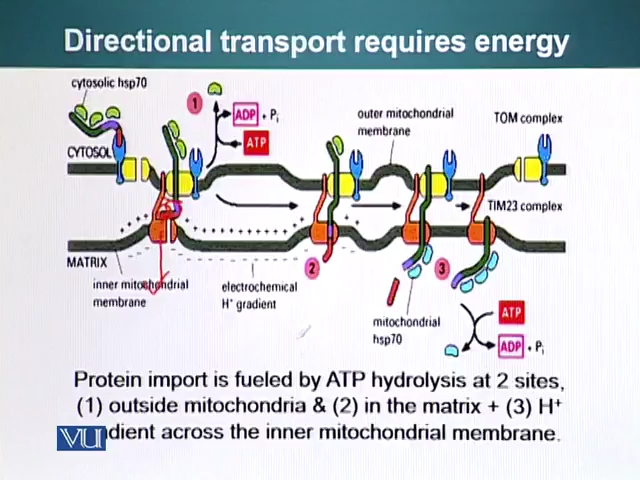 Directional transport requires energy
cytosolic hsp70
1
ADP + Pi
ATP
outer mitochondrial
membrane
TOM complex
CYTOSOL
TIM23 complex
+ + + + + + + + + +
MATRIX
inner mitochondrial
membrane
electrochemical
H+ gradient
2
3
mitochondrial
hsp70
ATP
ADP + Pi
Protein import is fueled by ATP hydrolysis at 2 sites,
(1) outside mitochondria & (2) in the matrix + (3) H+
VU dient across the inner mitochondrial membrane.